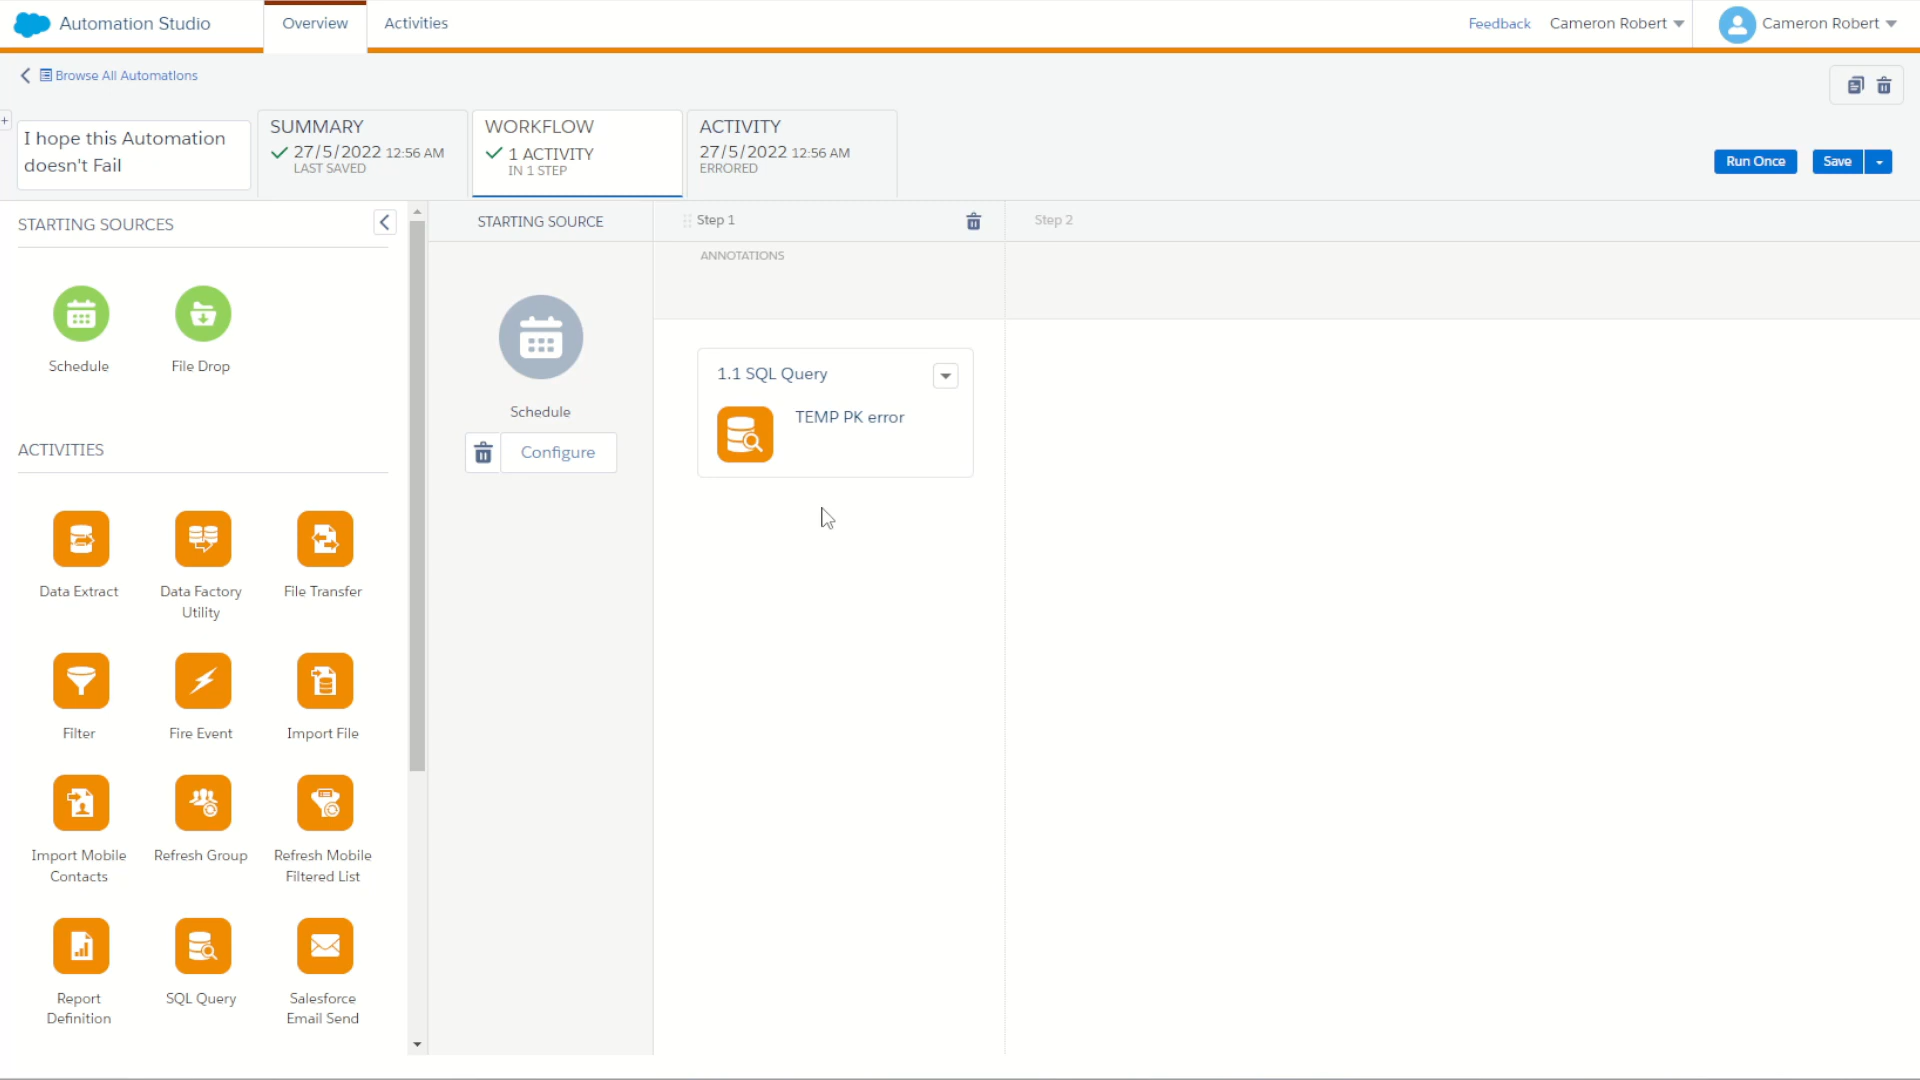 Automation Studio
Overview
Activities
Feedback
Cameron Robert
Cameron Robert
Browse All Automations
+
I hope this Automation
doesn't Fail
SUMMARY
27/5/2022 12:56 AM
LAST SAVED
WORKFLOW
1 ACTIVITY
IN 1 STEP
ACTIVITY
27/5/2022 12:56 AM
ERRORED
Run Once
Save
STARTING SOURCES
STARTING SOURCE
Step 1
Step 2
ANNOTATIONS
Schedule
File Drop
Schedule
Configure
1.1 SQL Query
TEMP PK error
ACTIVITIES
Data Extract
Data Factory
Utility
File Transfer
Filter
Fire Event
Import File
Import Mobile
Contacts
Refresh Group
Refresh Mobile
Filtered List
Report
Definition
SQL Query
Salesforce
Email Send